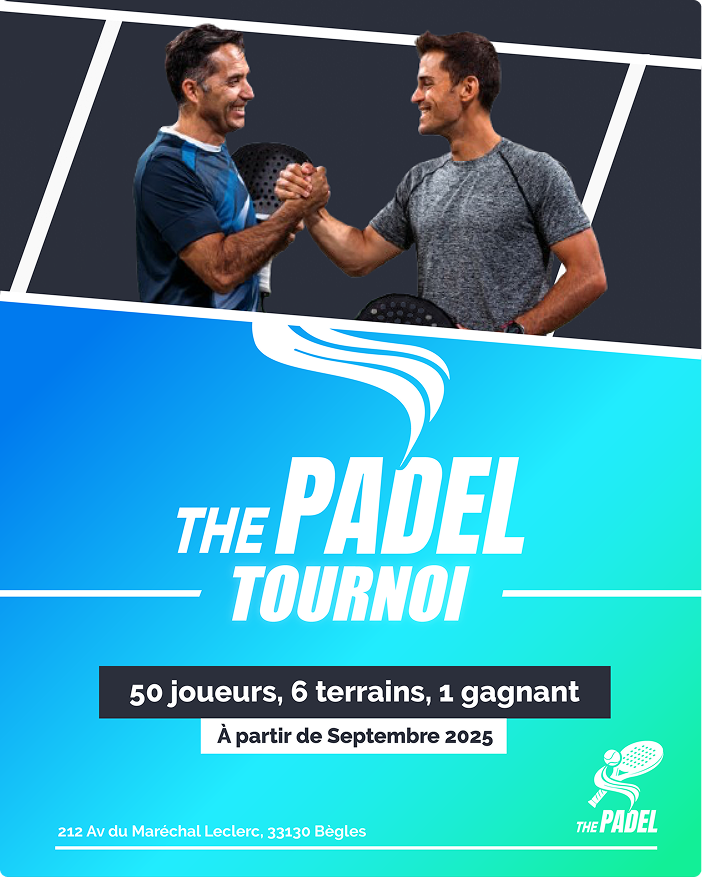 THE PADEL
TOURNOI
50 joueurs, 6 terrains, 1 gagnant
À partir de Septembre 2025
212 Av du Maréchal Leclerc, 33130 Bègles
THE PADEL